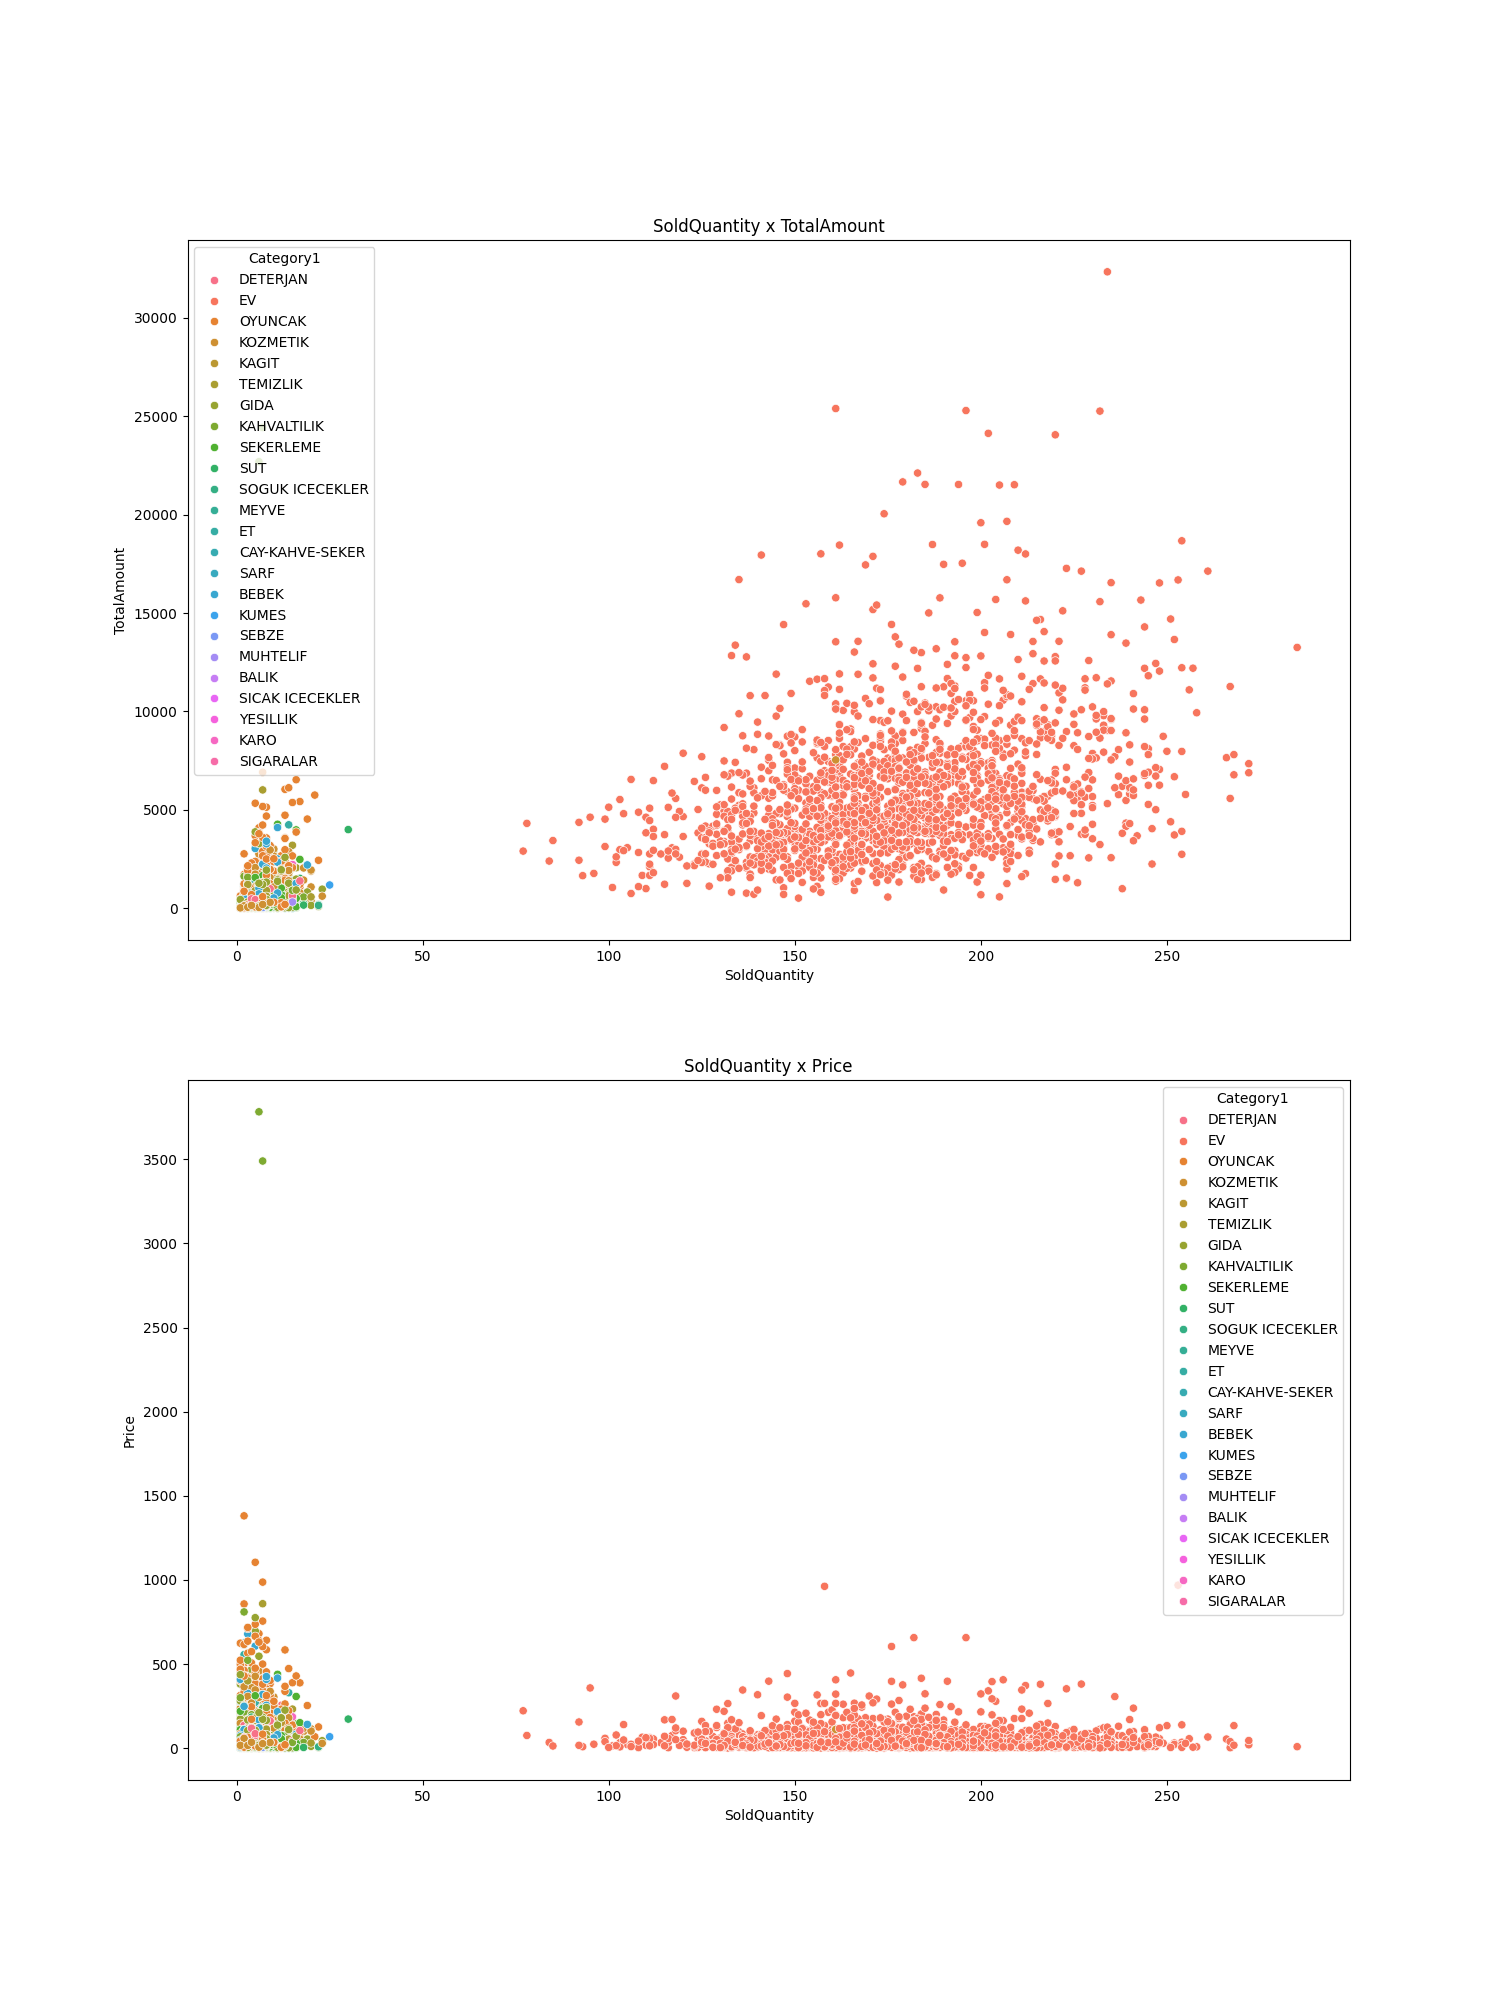 SoldQuantity x TotalAmount
Category1
DETERJAN
EV
OYUNCAK
KOZMETIK
KAGIT
TEMIZLIK
GIDA
KAHVALTILIK
SEKERLEME
SUT
SOGUK ICECEKLER
MEYVE
ET
CAY-KAHVE-SEKER
SARF
BEBEK
KUMES
SEBZE
MUHTELIF
BALIK
SICAK ICECEKLER
YESILLIK
KARO
SIGARALAR
30000
25000
20000
15000
10000
5000
0
TotalAmount
0 50 100 150 200 250
SoldQuantity
SoldQuantity x Price
Category1
DETERJAN
EV
OYUNCAK
KOZMETIK
KAGIT
TEMIZLIK
GIDA
KAHVALTILIK
SEKERLEME
SUT
SOGUK ICECEKLER
MEYVE
ET
CAY-KAHVE-SEKER
SARF
BEBEK
KUMES
SEBZE
MUHTELIF
BALIK
SICAK ICECEKLER
YESILLIK
KARO
SIGARALAR
3500
3000
2500
2000
1500
1000
500
0
Price
0 50 100 150 200 250
SoldQuantity